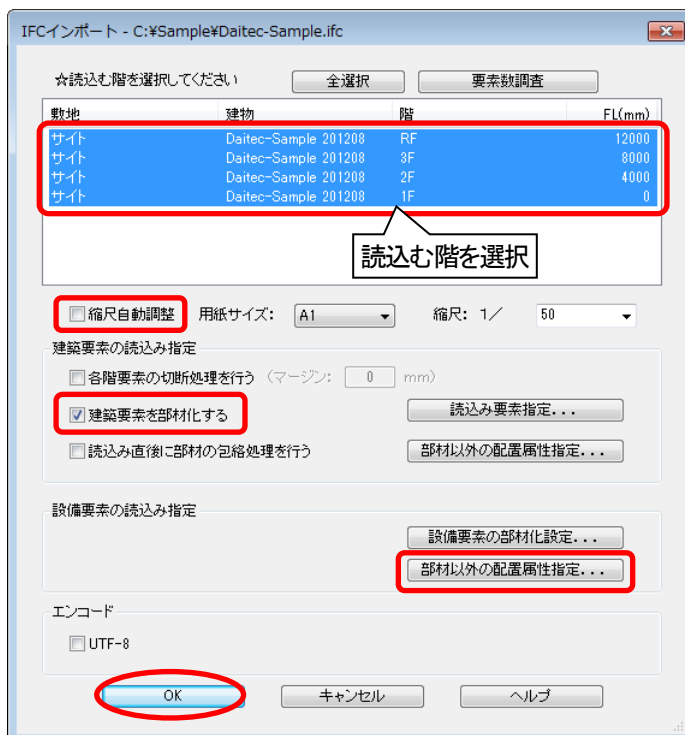 IFCインポート - C:¥Sample¥Daitec-Sample.ifc
☆読込む階を選択してください 全選択 要素数調査
敷地 建物 階 FL(mm)
サイト Daitec-Sample 201208 RF 12000
サイト Daitec-Sample 201208 3F 8000
サイト Daitec-Sample 201208 2F 4000
サイト Daitec-Sample 201208 1F 0
読込む階を選択
縮尺自動調整 用紙サイズ: A1 縮尺: 1/ 50
建築要素の読込み指定
各階要素の切断処理を行う (マージン: 0 mm)
建築要素を部材化する 読込み要素指定...
読込み直後に部材の包絡処理を行う 部材以外の配置属性指定...
設備要素の読込み指定
設備要素の部材化設定...
部材以外の配置属性指定...
エンコード
UTF-8
OK キャンセル ヘルプ